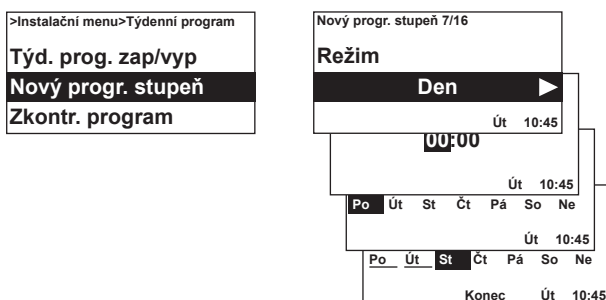 >Instalační menu>Týdenní program
Týd. prog. zap/vyp
Nový progr. stupeň
Zkontr. program
Nový progr. stupeň 7/16
Režim
Den
Út 10:45
00:00
Út 10:45
Po Út St Čt Pá So Ne
Út 10:45
Po Út St Čt Pá So Ne
Konec Út 10:45